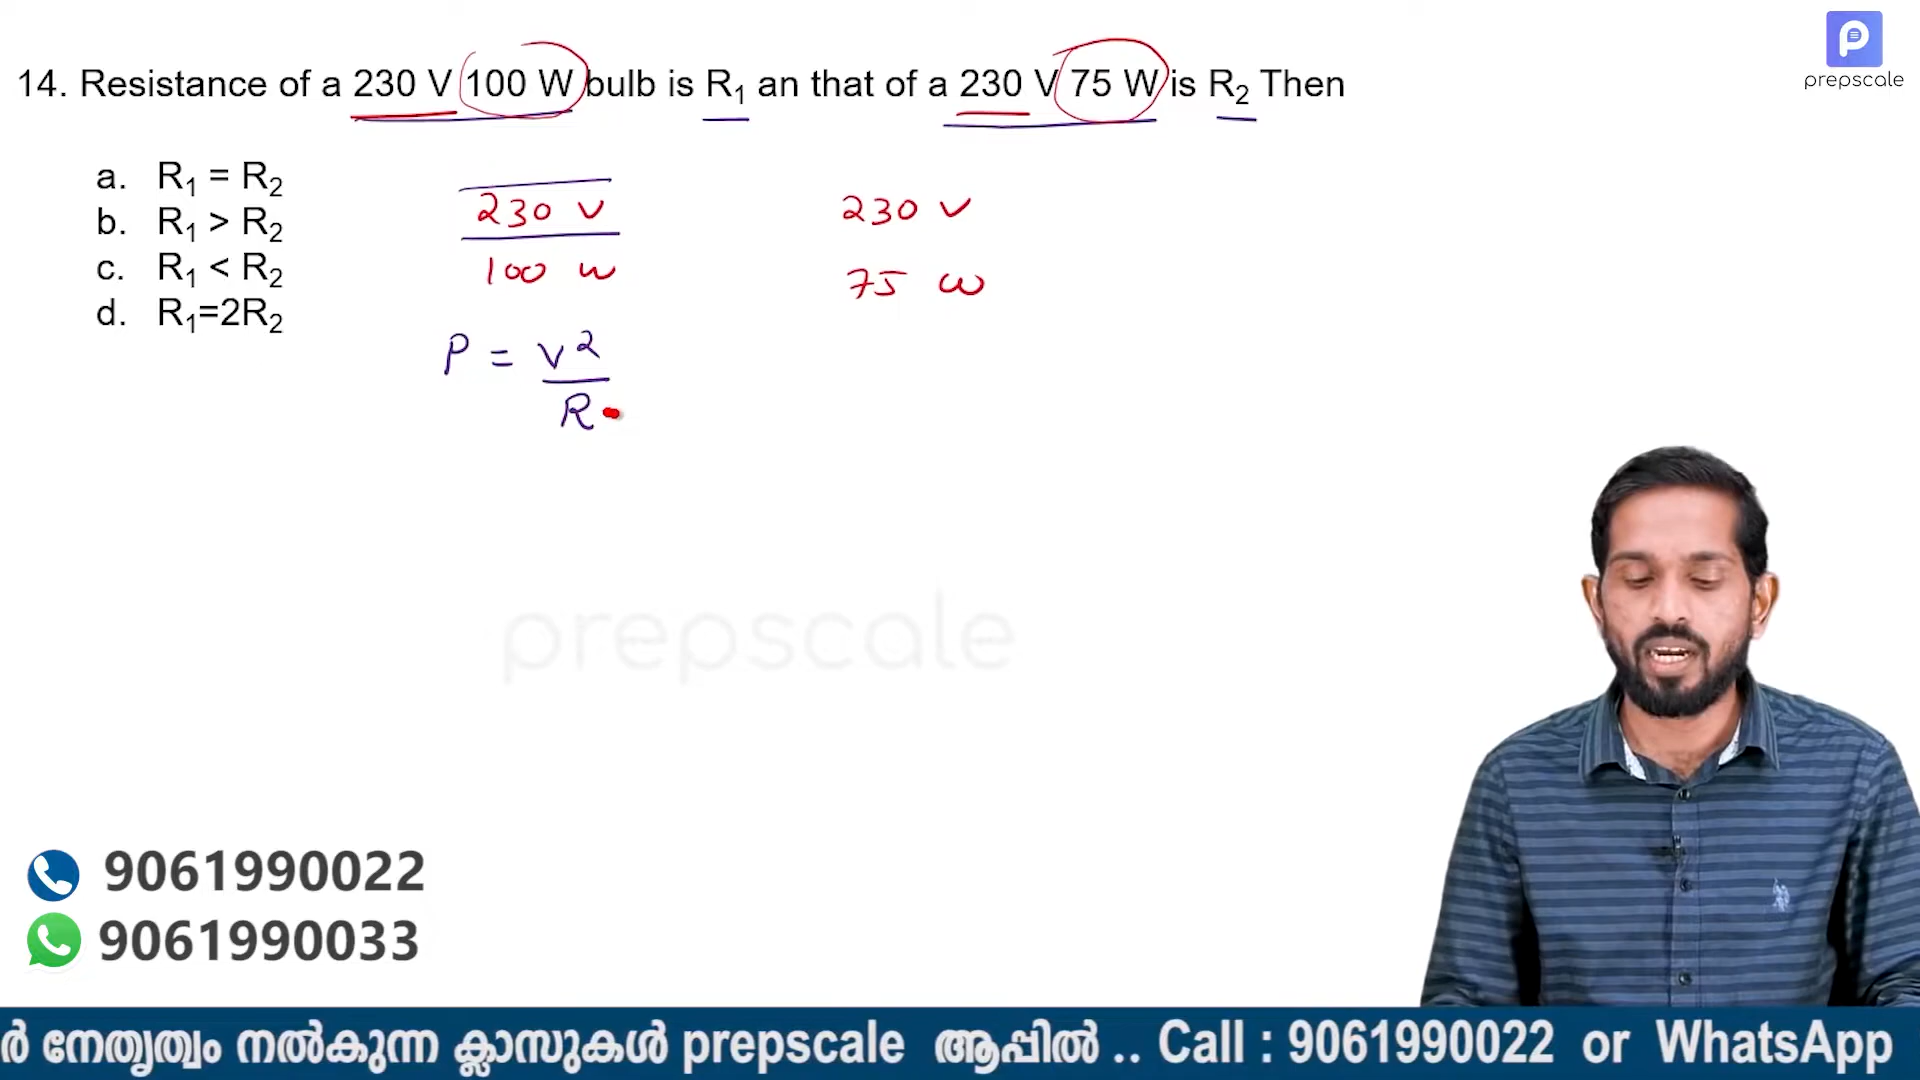 prepscale
14. Resistance of a 230 V 100 W bulb is R₁ an that of a 230 V 75 W is R₂ Then
a. R₁ = R₂
b. R₁ > R₂
c. R₁ < R₂
d. R₁=2R₂
230 V
100 W
230 V
75 W
P = V²
R
prepscale
9061990022
9061990033
ർ നേതൃത്വം നൽകുന്ന ക്ലാസുകൾ prepscale ആപ്പിൽ .. Call : 9061990022 or WhatsApp